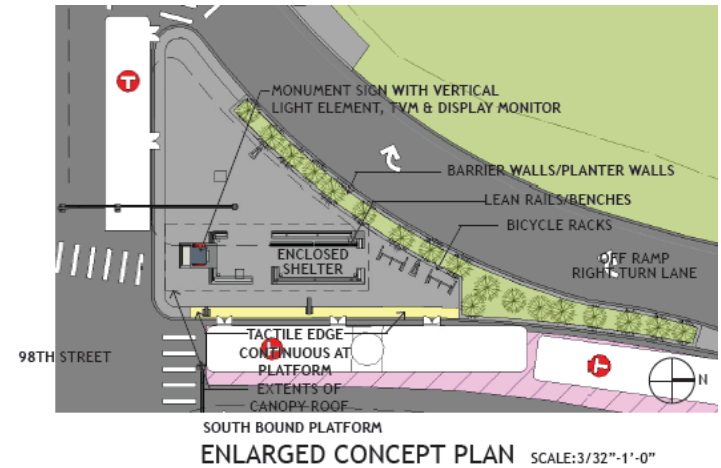 MONUMENT SIGN WITH VERTICAL
LIGHT ELEMENT, TVM & DISPLAY MONITOR
BARRIER WALLS/PLANTER WALLS
LEAN RAILS/BENCHES
BICYCLE RACKS
ENCLOSED
SHELTER
OFF RAMP
RIGHT TURN LANE
TACTILE EDGE
CONTINUOUS AT
PLATFORM
98TH STREET
EXTENTS OF
CANOPY ROOF
N
SOUTH BOUND PLATFORM
ENLARGED CONCEPT PLAN SCALE:3/32"-1'-0"
T
T
T